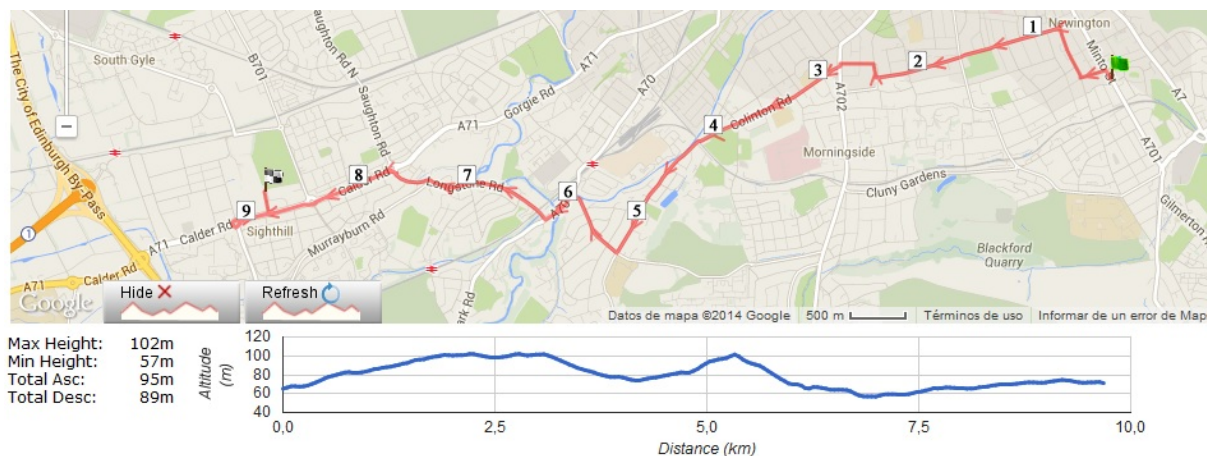 Newington
1
Minto St
A7
South Gyle
B701
Saughton Rd N
Saughton Rd
A71
A70
2
3
A702
The City of Edinburgh By-Pass
Gorgie Rd
A71
Colinton Rd
4
Morningside
A701
8
7
Calder Rd
Longstone Rd
6
Cluny Gardens
5
9
Sighthill
Murrayburn Rd
A70
Gilmerton R
1
A71
Calder Rd
Blackford
Quarry
A71
Calder Rd
Google
Hide
Refresh
ark Rd
Datos de mapa ©2014 Google
500 m
Términos de uso
Informar de un error de Map
Max Height: 102m
Min Height: 57m
Total Asc: 95m
Total Desc: 89m
Altitude
(m)
120
100
80
60
40
0,0
2,5
5,0
7,5
10,0
Distance (km)